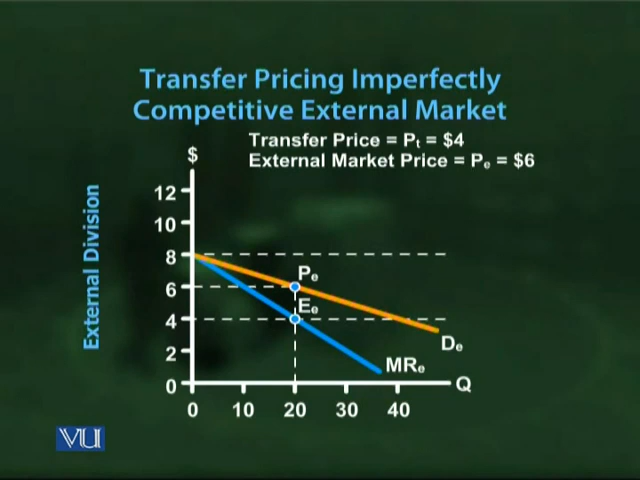 Transfer Pricing Imperfectly
Competitive External Market
Transfer Price = Pt = $4
External Market Price = Pe = $6
$
External Division
12
10
8
6
4
2
0
Pe
Ee
De
MRe
Q
0 10 20 30 40
VU